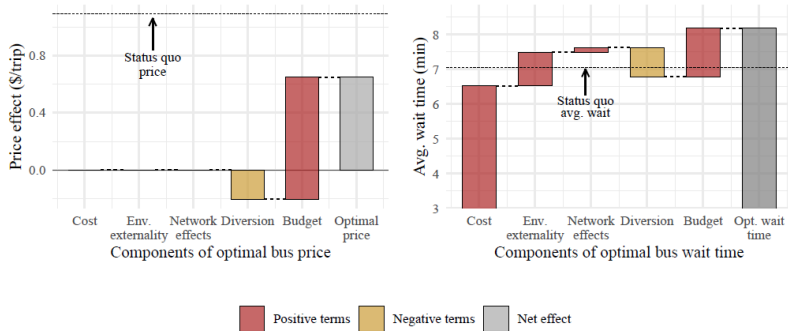 Price effect ($/trip)
0.8
0.4
0.0
Status quo
price
Cost
Env.
externality
Network
effects
Diversion
Budget
Optimal
price
Components of optimal bus price
Avg. wait time (min)
8
7
6
5
4
3
Status quo
avg. wait
Cost
Env.
externality
Network
effects
Diversion
Budget
Opt. wait
time
Components of optimal bus wait time
Positive terms
Negative terms
Net effect